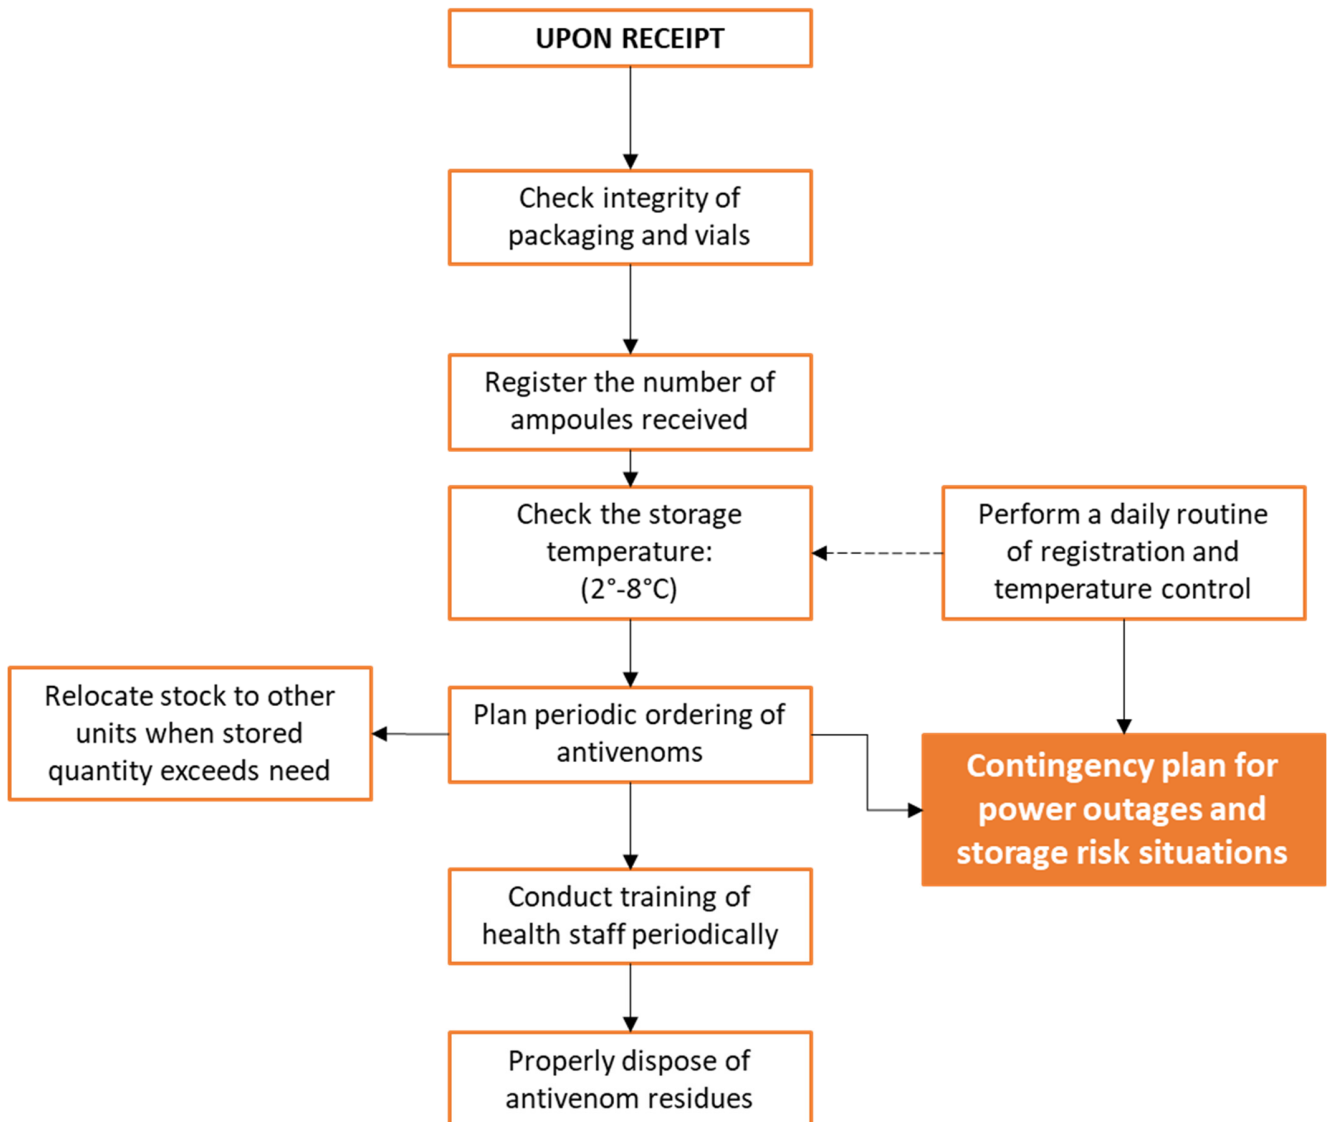 UPON RECEIPT
Check integrity of
packaging and vials
Register the number of
ampoules received
Check the storage
temperature:
(2°-8°C)
Perform a daily routine
of registration and
temperature control
Relocate stock to other
units when stored
quantity exceeds need
Plan periodic ordering of
antivenoms
Contingency plan for
power outages and
storage risk situations
Conduct training of
health staff periodically
Properly dispose of
antivenom residues